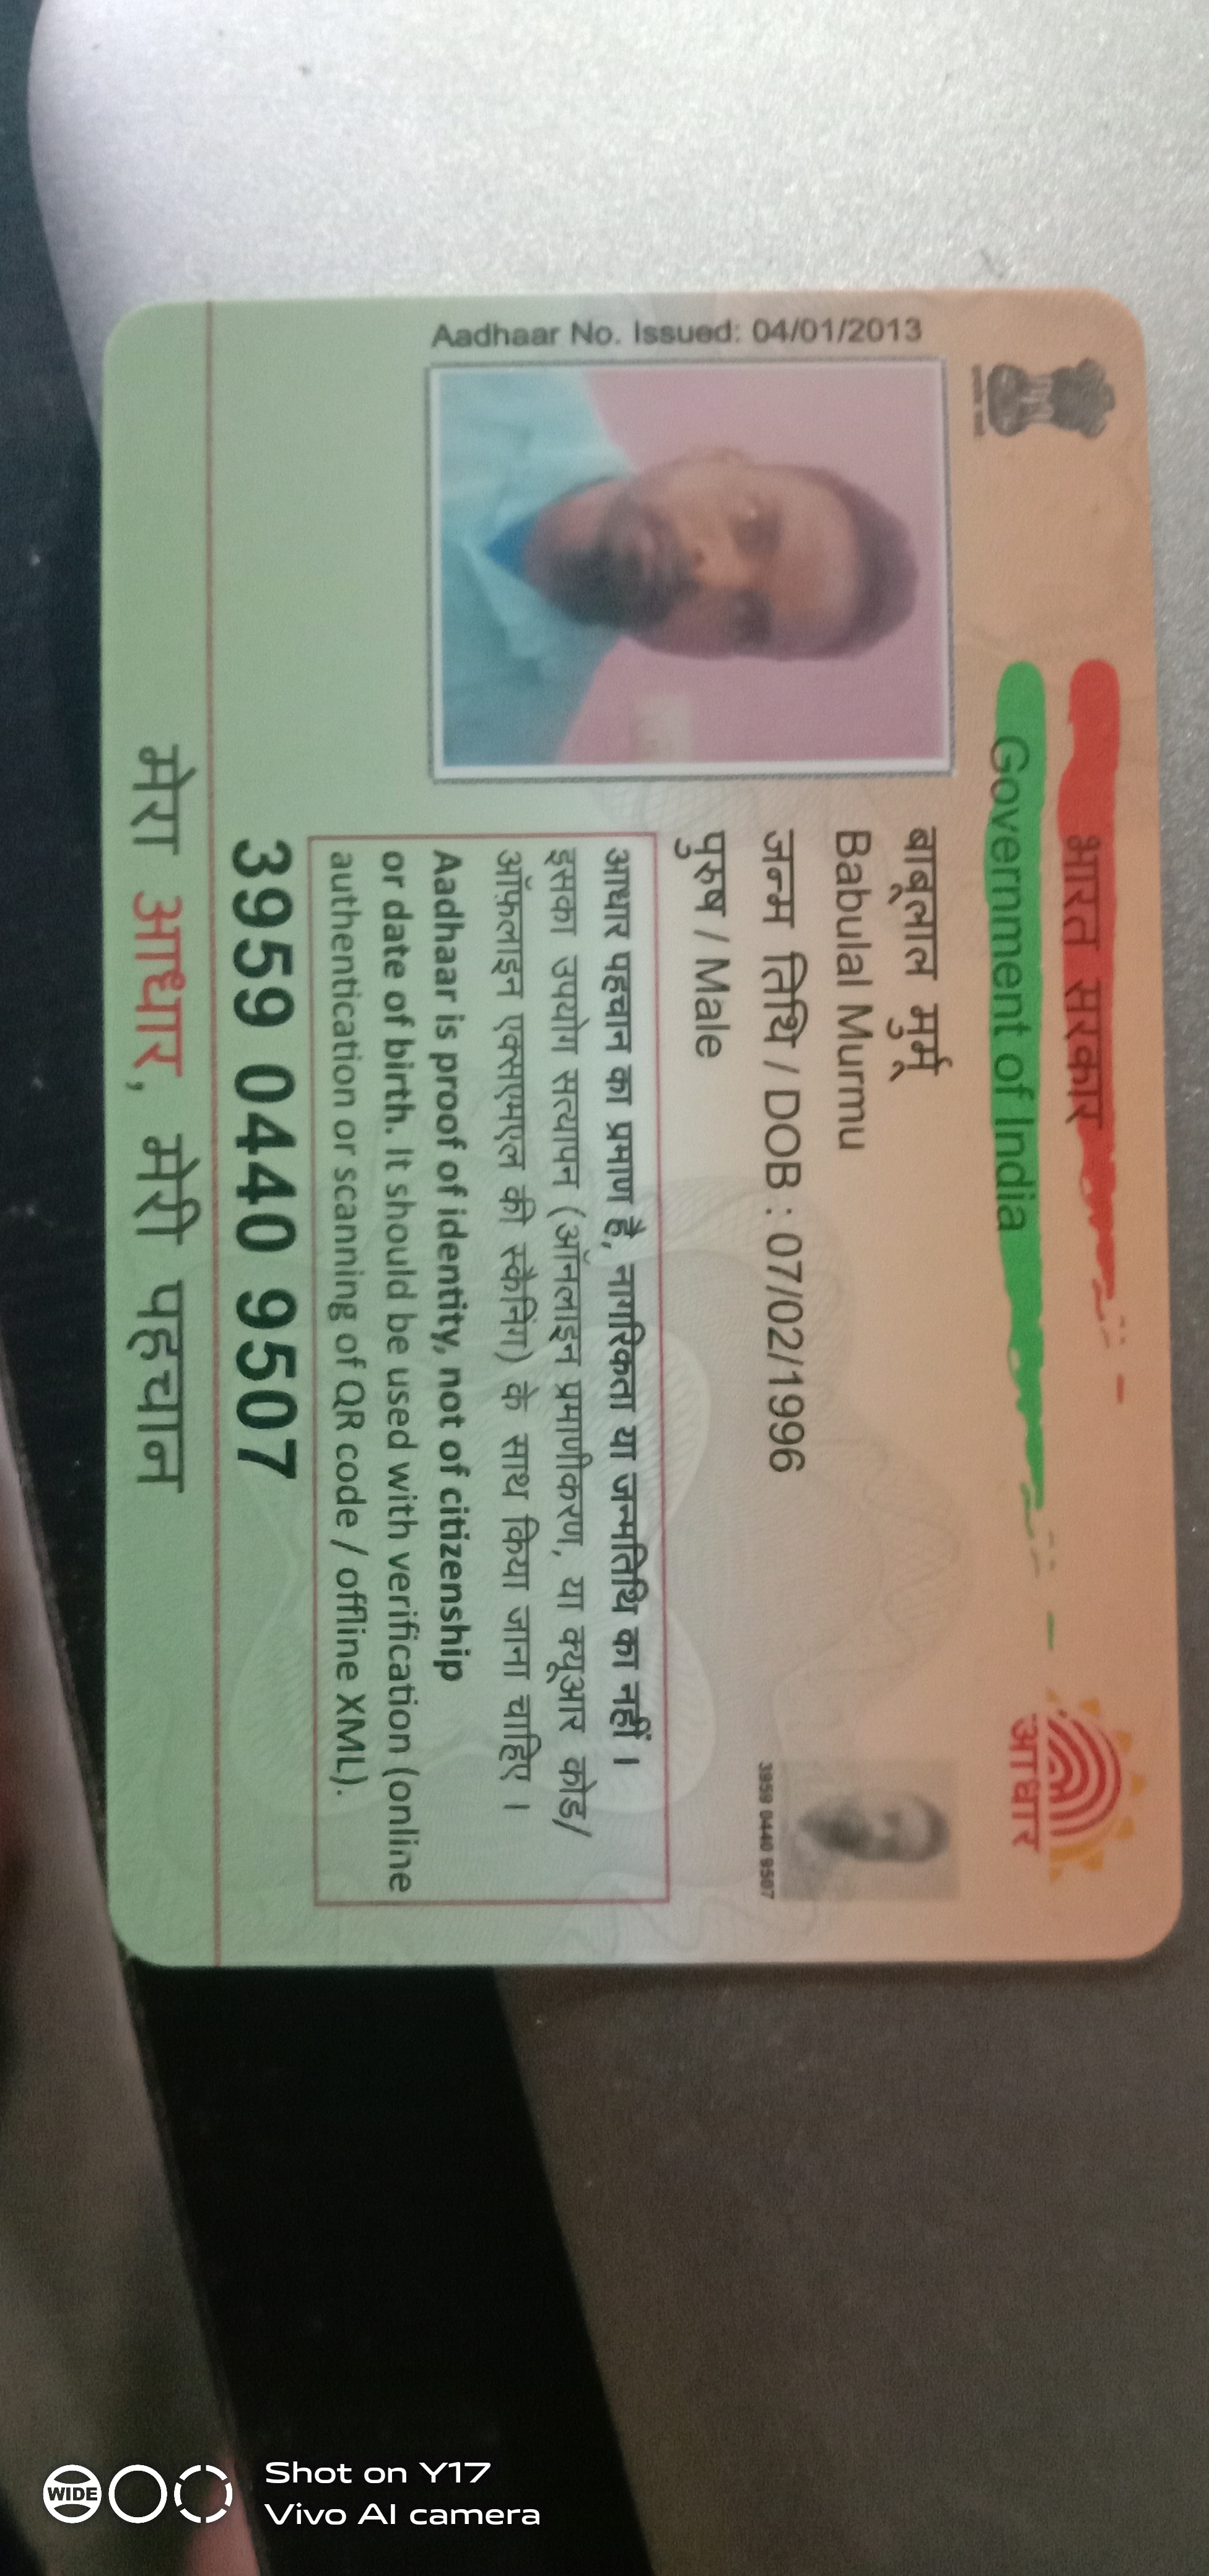 भारत सरकार
Government of India
आधार
Aadhaar No. Issued: 04/01/2013
बाबूलाल मुर्मू
Babulal Murmu
जन्म तिथि / DOB : 07/02/1996
पुरुष / Male
3959 0440 9507
आधार पहचान का प्रमाण है, नागरिकता या जन्मतिथि का नहीं ।
इसका उपयोग सत्यापन (ऑनलाइन प्रमाणीकरण, या क्यूआर कोड/
ऑफ़लाइन एक्सएमएल की स्कैनिंग) के साथ किया जाना चाहिए ।
Aadhaar is proof of identity, not of citizenship
or date of birth. It should be used with verification (online
authentication or scanning of QR code / offline XML).
3959 0440 9507
मेरा आधार, मेरी पहचान
WIDE
Shot on Y17
Vivo AI camera